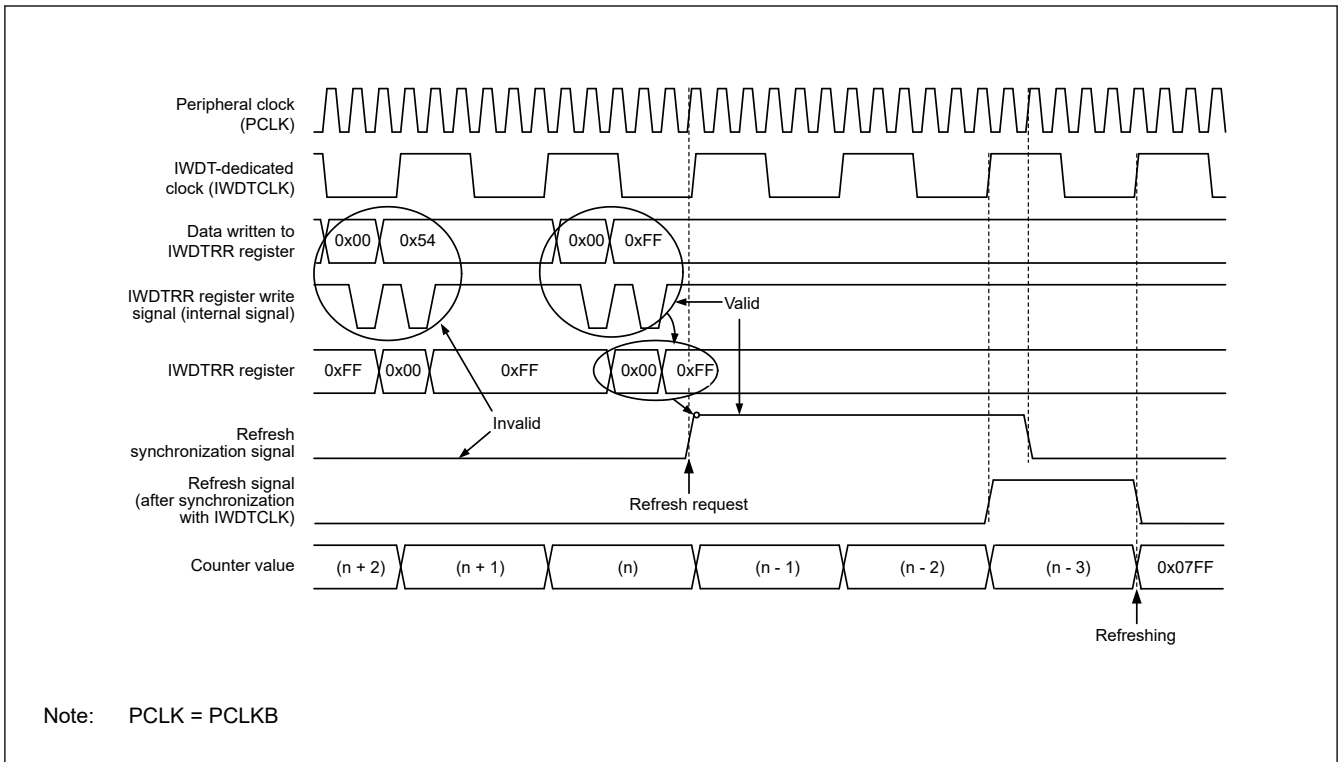 Peripheral clock
(PCLK)
IWDT-dedicated
clock (IWDTCLK)
Data written to
IWDTRR register
0x00 0x54 0x00 0xFF
IWDTRR register write
signal (internal signal)
Valid
IWDTRR register
0xFF 0x00 0xFF 0x00 0xFF
Invalid
Refresh
synchronization signal
Refresh signal
(after synchronization
with IWDTCLK)
Refresh request
Counter value
(n + 2) (n + 1) (n) (n - 1) (n - 2) (n - 3) 0x07FF
Refreshing
Note: PCLK = PCLKB